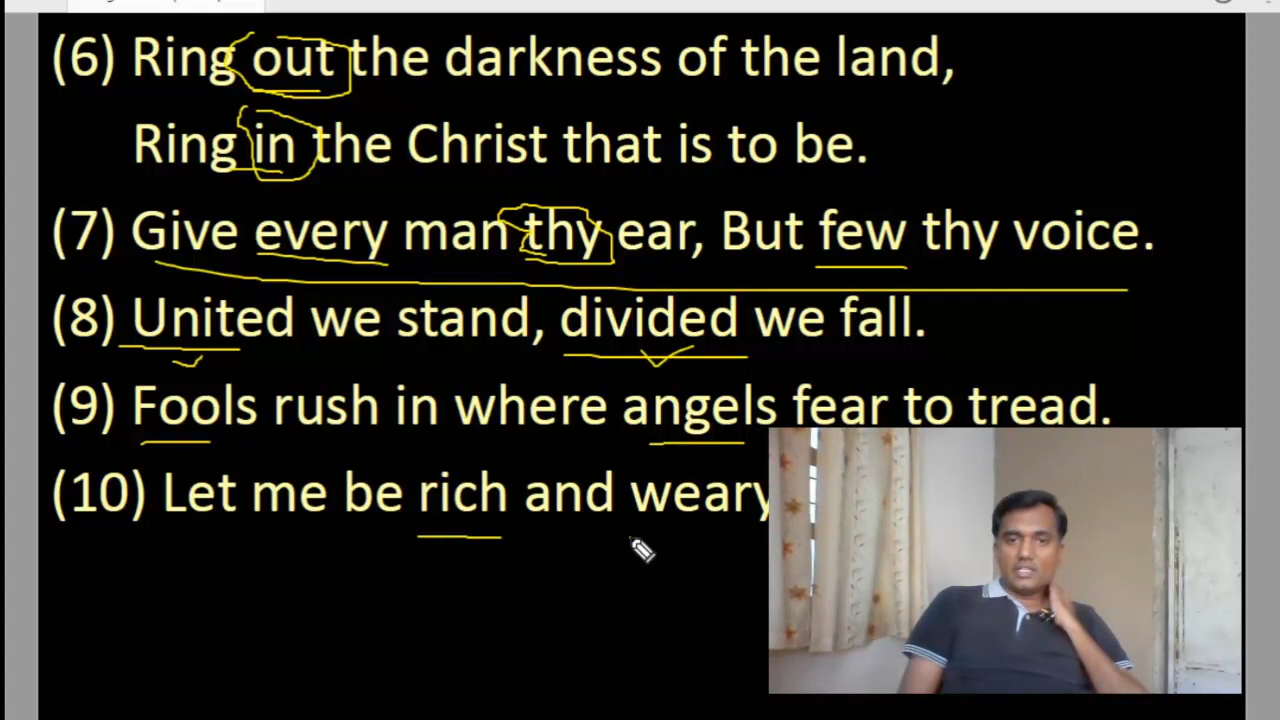 (6) Ring out the darkness of the land,
Ring in the Christ that is to be.
(7) Give every man thy ear, But few thy voice.
(8) United we stand, divided we fall.
(9) Fools rush in where angels fear to tread.
(10) Let me be rich and weary